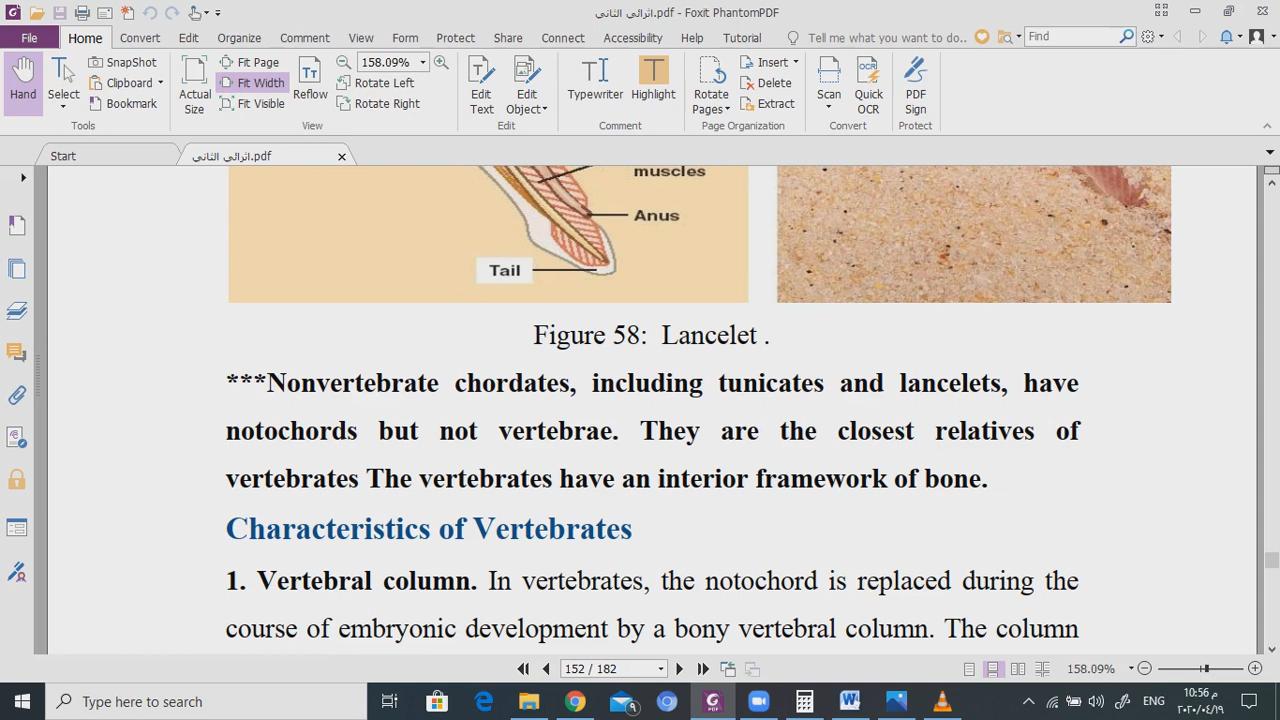 اثرائي الثاني.pdf - Foxit PhantomPDF
File Home Convert Edit Organize Comment View Form Protect Share Connect Accessibility Help Tutorial Tell me what you want to do.. Find
Hand
Select
SnapShot
Clipboard
Bookmark
Tools
Actual Size
Fit Page
Fit Width
Fit Visible
Reflow
158.09%
Rotate Left
Rotate Right
View
Edit Text
Edit Object
Edit
Typewriter
Highlight
Comment
Rotate Pages
Insert
Delete
Extract
Page Organization
Scan
Quick OCR
Convert
PDF Sign
Protect
Start
اثرائي الثاني.pdf
muscles
Anus
Tail
Figure 58: Lancelet .
***Nonvertebrate chordates, including tunicates and lancelets, have
notochords but not vertebrae. They are the closest relatives of
vertebrates The vertebrates have an interior framework of bone.
Characteristics of Vertebrates
1. Vertebral column. In vertebrates, the notochord is replaced during the
course of embryonic development by a bony vertebral column. The column
152 / 182
158.09%
Type here to search
9
PDF
ENG
10:56 م
٢٠٢٠/٠٤/١٩